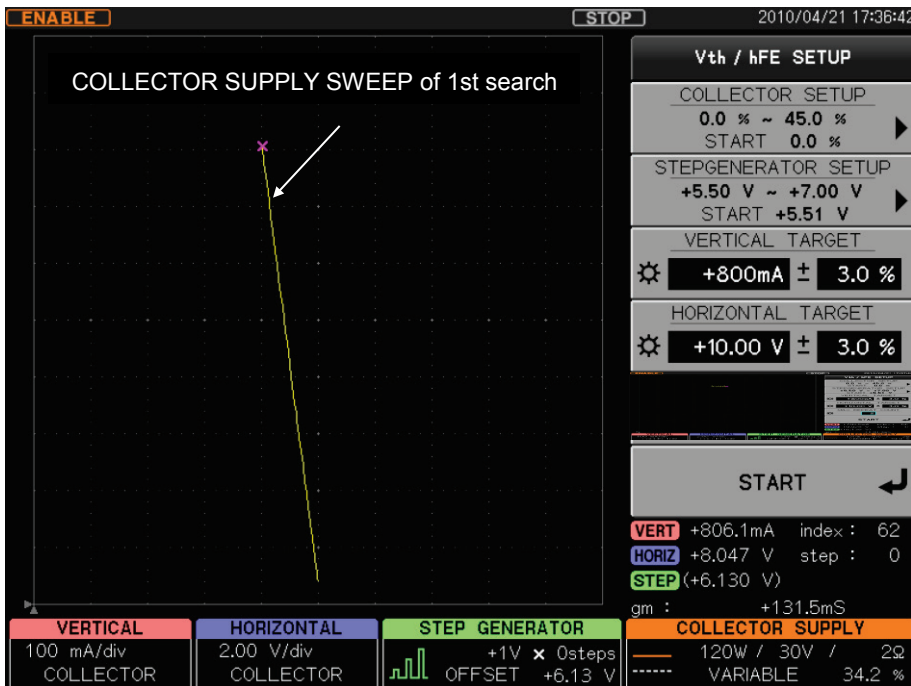 ENABLE
STOP
2010/04/21 17:36:42
COLLECTOR SUPPLY SWEEP of 1st search
Vth / hFE SETUP
COLLECTOR SETUP
0.0 % ~ 45.0 %
START 0.0 %
STEPGENERATOR SETUP
+5.50 V ~ +7.00 V
START +5.51 V
VERTICAL TARGET
+800mA ± 3.0 %
HORIZONTAL TARGET
+10.00 V ± 3.0 %
START
VERT +806.1mA index : 62
HORIZ +8.047 V step : 0
STEP (+6.130 V)
gm : +131.5mS
VERTICAL
100 mA/div
COLLECTOR
HORIZONTAL
2.00 V/div
COLLECTOR
STEP GENERATOR
+1V × 0steps
OFFSET +6.13 V
COLLECTOR SUPPLY
120W / 30V / 2Ω
VARIABLE 34.2 %